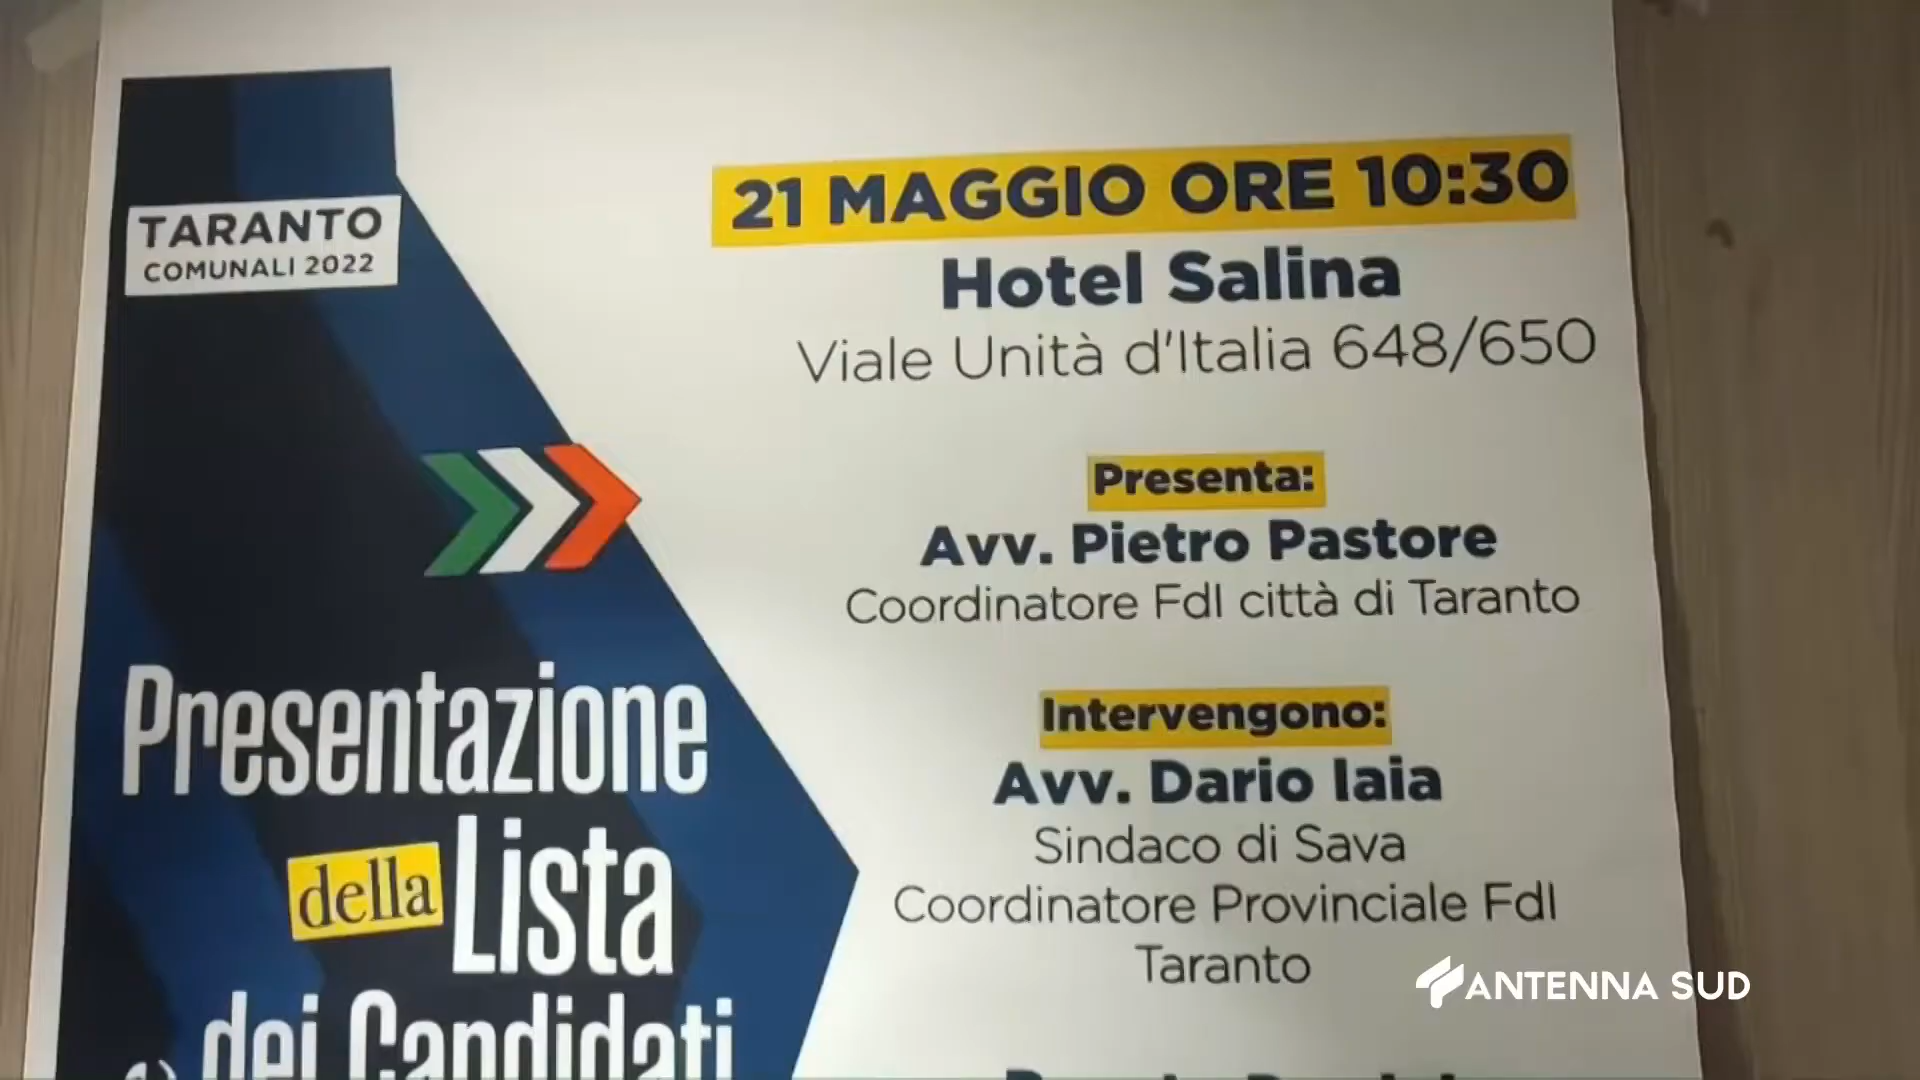 TARANTO
COMUNALI 2022
Presentazione
della Lista
dei Candidati
21 MAGGIO ORE 10:30
Hotel Salina
Viale Unità d'Italia 648/650
Presenta:
Avv. Pietro Pastore
Coordinatore FdI città di Taranto
Intervengono:
Avv. Dario Iaia
Sindaco di Sava
Coordinatore Provinciale FdI
Taranto
ANTENNA SUD